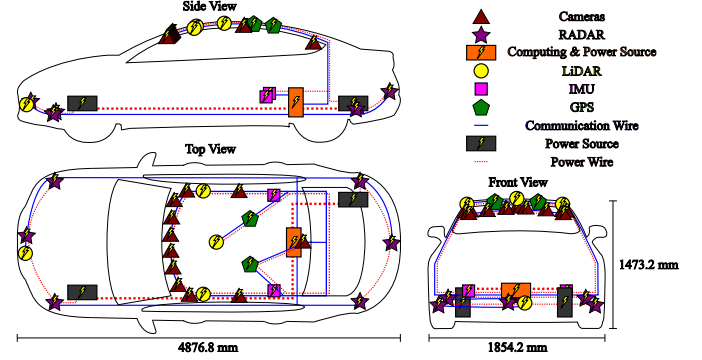 Side View
Cameras
RADAR
Computing & Power Source
LiDAR
IMU
GPS
Communication Wire
Power Source
Power Wire
Top View
Front View
1473.2 mm
4876.8 mm
1854.2 mm